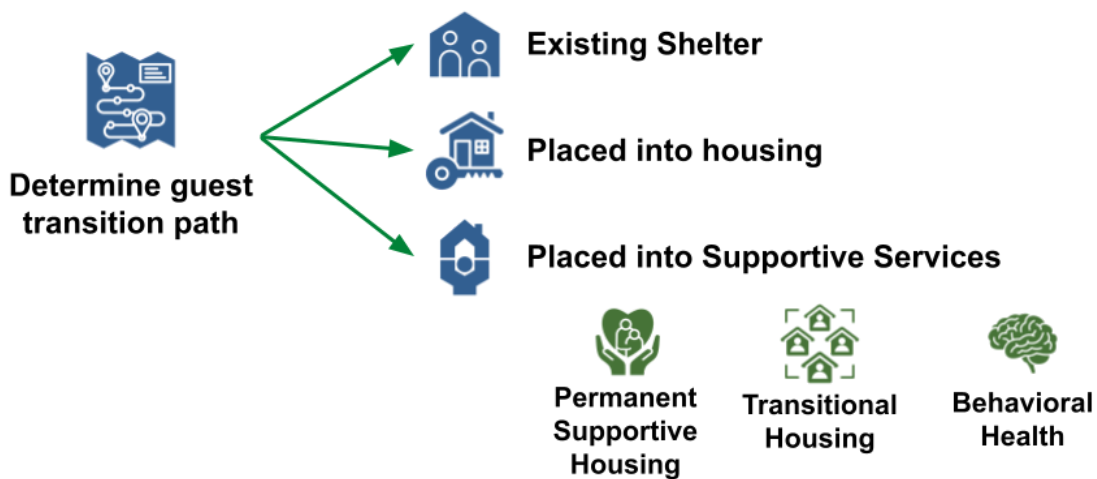 Existing Shelter
Determine guest
transition path
Placed into housing
Placed into Supportive Services
Permanent
Supportive
Housing
Transitional
Housing
Behavioral
Health